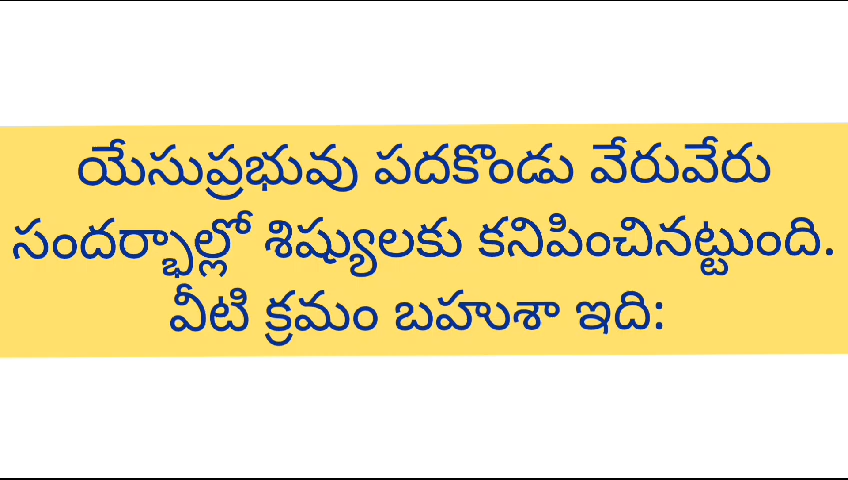 యేసుప్రభువు పదకొండు వేరువేరు
సందర్భాల్లో శిష్యులకు కనిపించినట్టుంది.
వీటి క్రమం బహుశా ఇది: